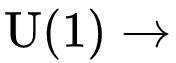 U(1) →